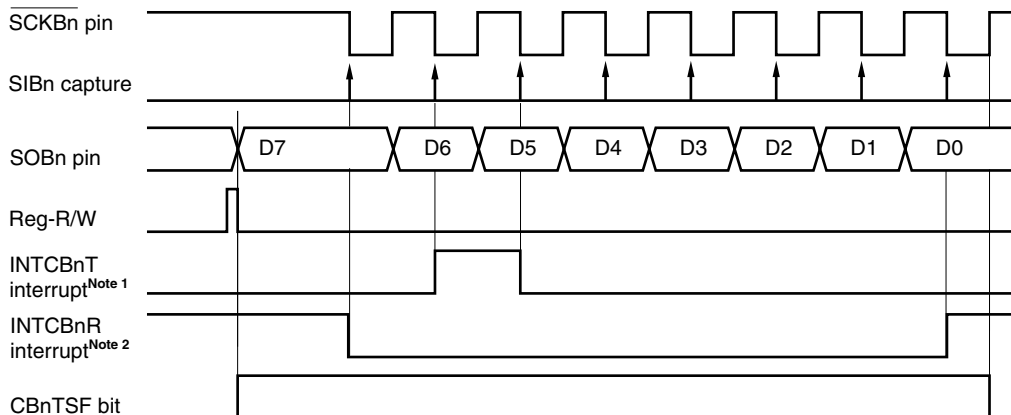 SCKBn pin
SIBn capture
SOBn pin
D7 D6 D5 D4 D3 D2 D1 D0
Reg-R/W
INTCBnT
interruptNote 1
INTCBnR
interruptNote 2
CBnTSF bit